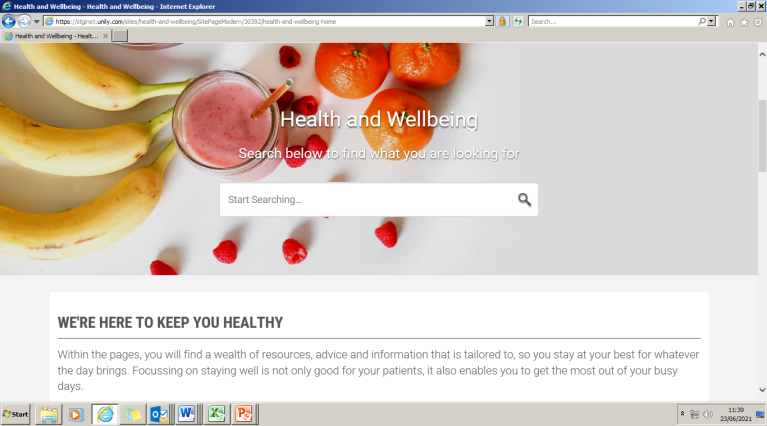 Health and Wellbeing - Health and Wellbeing - Internet Explorer
https://stginet.unily.com/sites/health-and-wellbeing/SitePageModern/30392/health-and-wellbeing-home
Search...
Health and Wellbeing - Healt...
Health and Wellbeing
Search below to find what you are looking for
Start Searching...
WE'RE HERE TO KEEP YOU HEALTHY
Within the pages, you will find a wealth of resources, advice and information that is tailored to, so you stay at your best for whatever
the day brings. Focussing on staying well is not only good for your patients, it also enables you to get the most out of your busy
days.
Start
11:39
23/06/2021